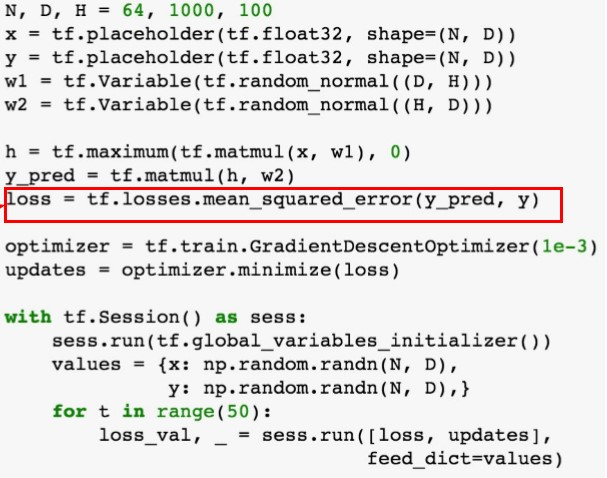 N, D, H = 64, 1000, 100
x = tf.placeholder(tf.float32, shape=(N, D))
y = tf.placeholder(tf.float32, shape=(N, D))
w1 = tf.Variable(tf.random_normal((D, H)))
w2 = tf.Variable(tf.random_normal((H, D)))

h = tf.maximum(tf.matmul(x, w1), 0)
y_pred = tf.matmul(h, w2)
loss = tf.losses.mean_squared_error(y_pred, y)

optimizer = tf.train.GradientDescentOptimizer(1e-3)
updates = optimizer.minimize(loss)

with tf.Session() as sess:
    sess.run(tf.global_variables_initializer())
    values = {x: np.random.randn(N, D),
              y: np.random.randn(N, D),}
    for t in range(50):
        loss_val, _ = sess.run([loss, updates],
                               feed_dict=values)